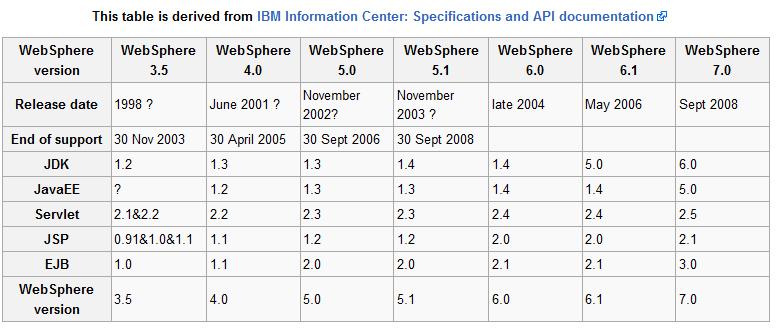 This table is derived from IBM Information Center: Specifications and API documentation
WebSphere version WebSphere 3.5 WebSphere 4.0 WebSphere 5.0 WebSphere 5.1 WebSphere 6.0 WebSphere 6.1 WebSphere 7.0
Release date 1998 ? June 2001 ? November 2002? November 2003 ? late 2004 May 2006 Sept 2008
End of support 30 Nov 2003 30 April 2005 30 Sept 2006 30 Sept 2008
JDK 1.2 1.3 1.3 1.4 1.4 5.0 6.0
JavaEE ? 1.2 1.3 1.3 1.4 1.4 5.0
Servlet 2.1&2.2 2.2 2.3 2.3 2.4 2.4 2.5
JSP 0.91&1.0&1.1 1.1 1.2 1.2 2.0 2.0 2.1
EJB 1.0 1.1 2.0 2.0 2.1 2.1 3.0
WebSphere version 3.5 4.0 5.0 5.1 6.0 6.1 7.0